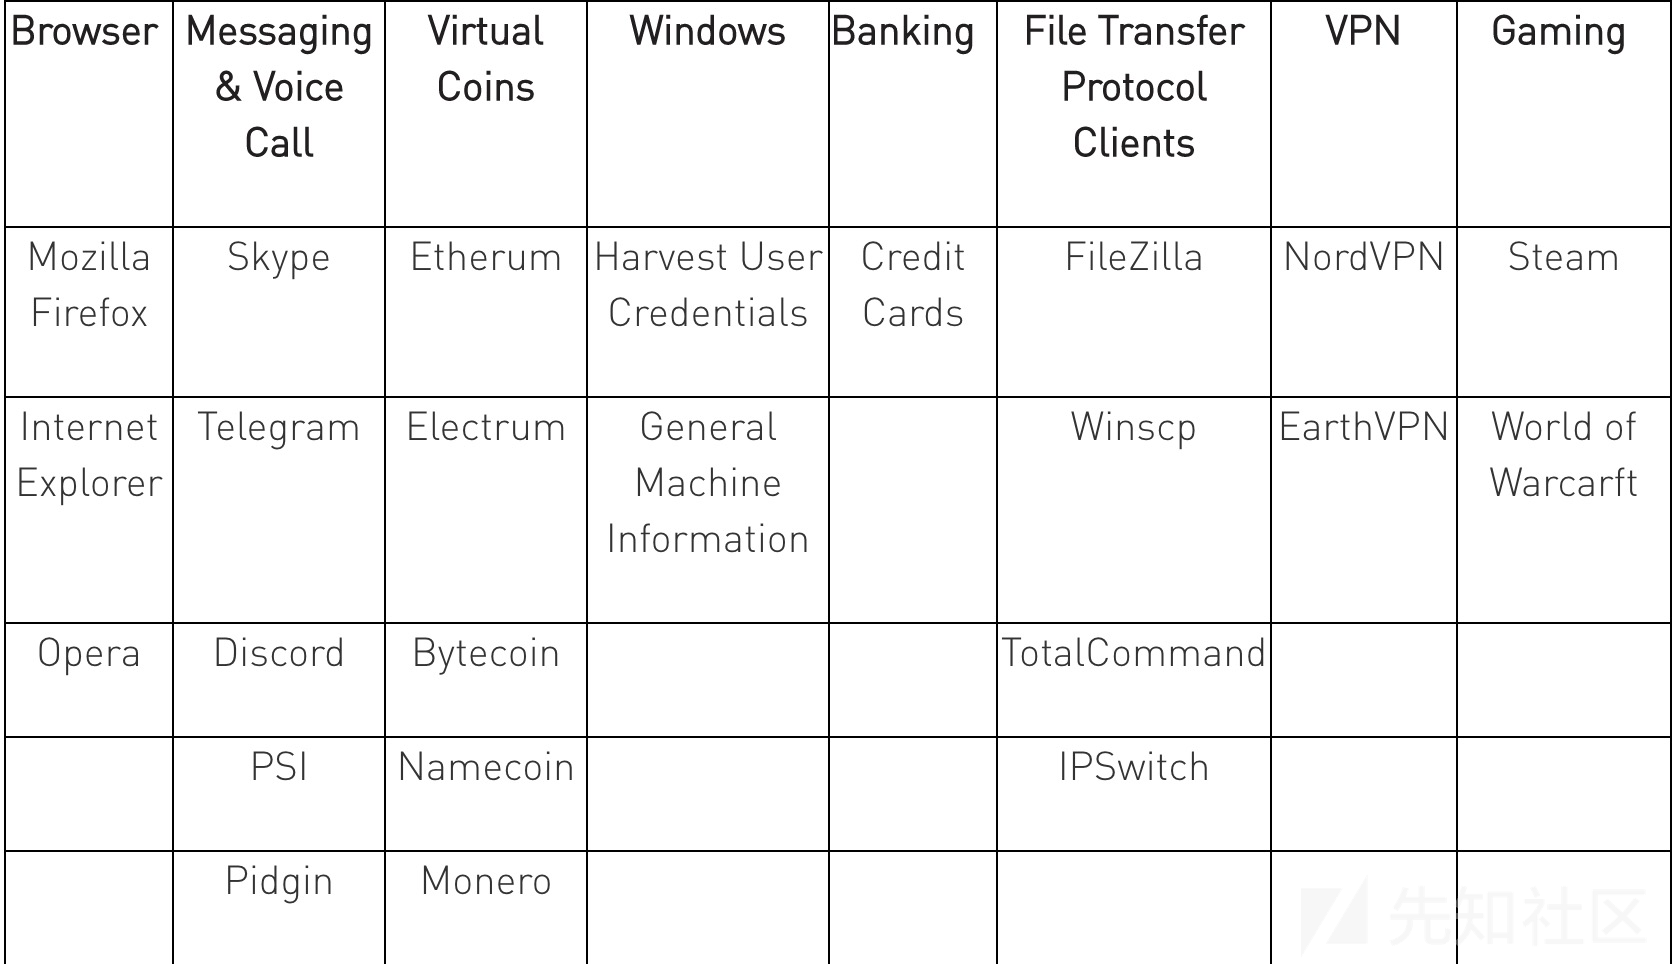 Browser
Messaging
& Voice
Call
Virtual
Coins
Windows
Banking
File Transfer
Protocol
Clients
VPN
Gaming
Mozilla
Firefox
Skype
Etherum
Harvest User
Credentials
Credit
Cards
FileZilla
NordVPN
Steam
Internet
Explorer
Telegram
Electrum
General
Machine
Information
Winscp
EarthVPN
World of
Warcarft
Opera
Discord
Bytecoin
TotalCommand
PSI
Namecoin
IPSwitch
Pidgin
Monero
先知社区